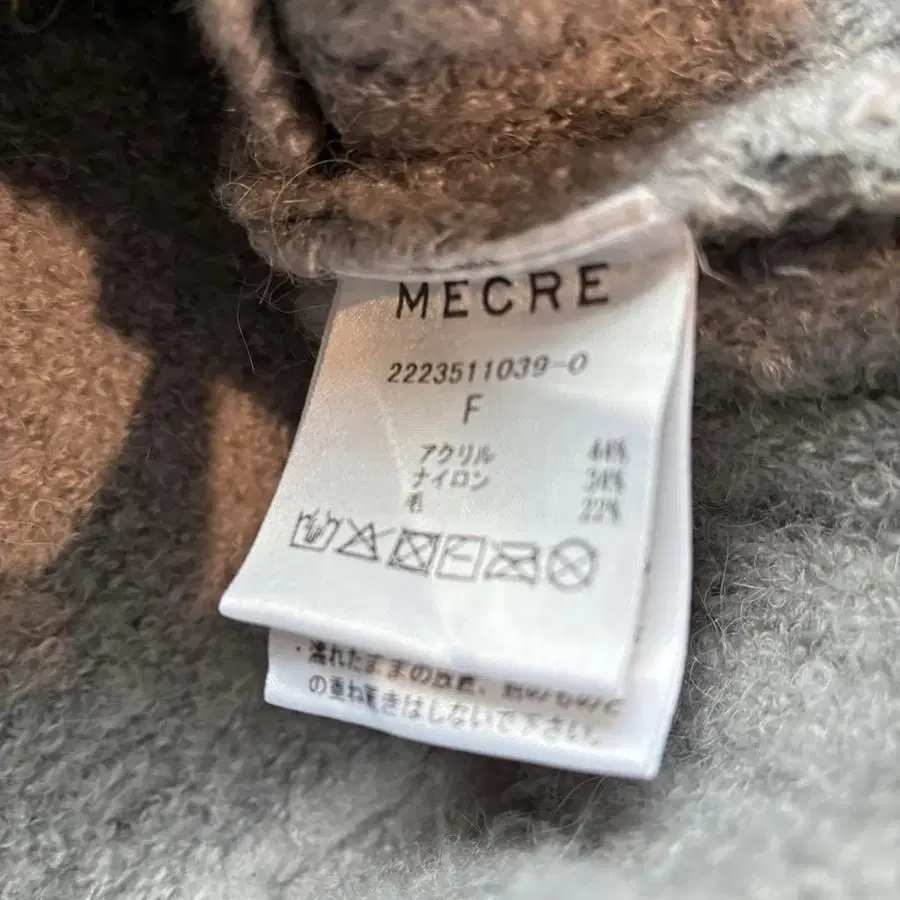 MECRE
2223511039-0
F
アクリル 44%
ナイロン 34%
毛 22%
・濡れたままの放置、
の重ね置きはしないで下さい。